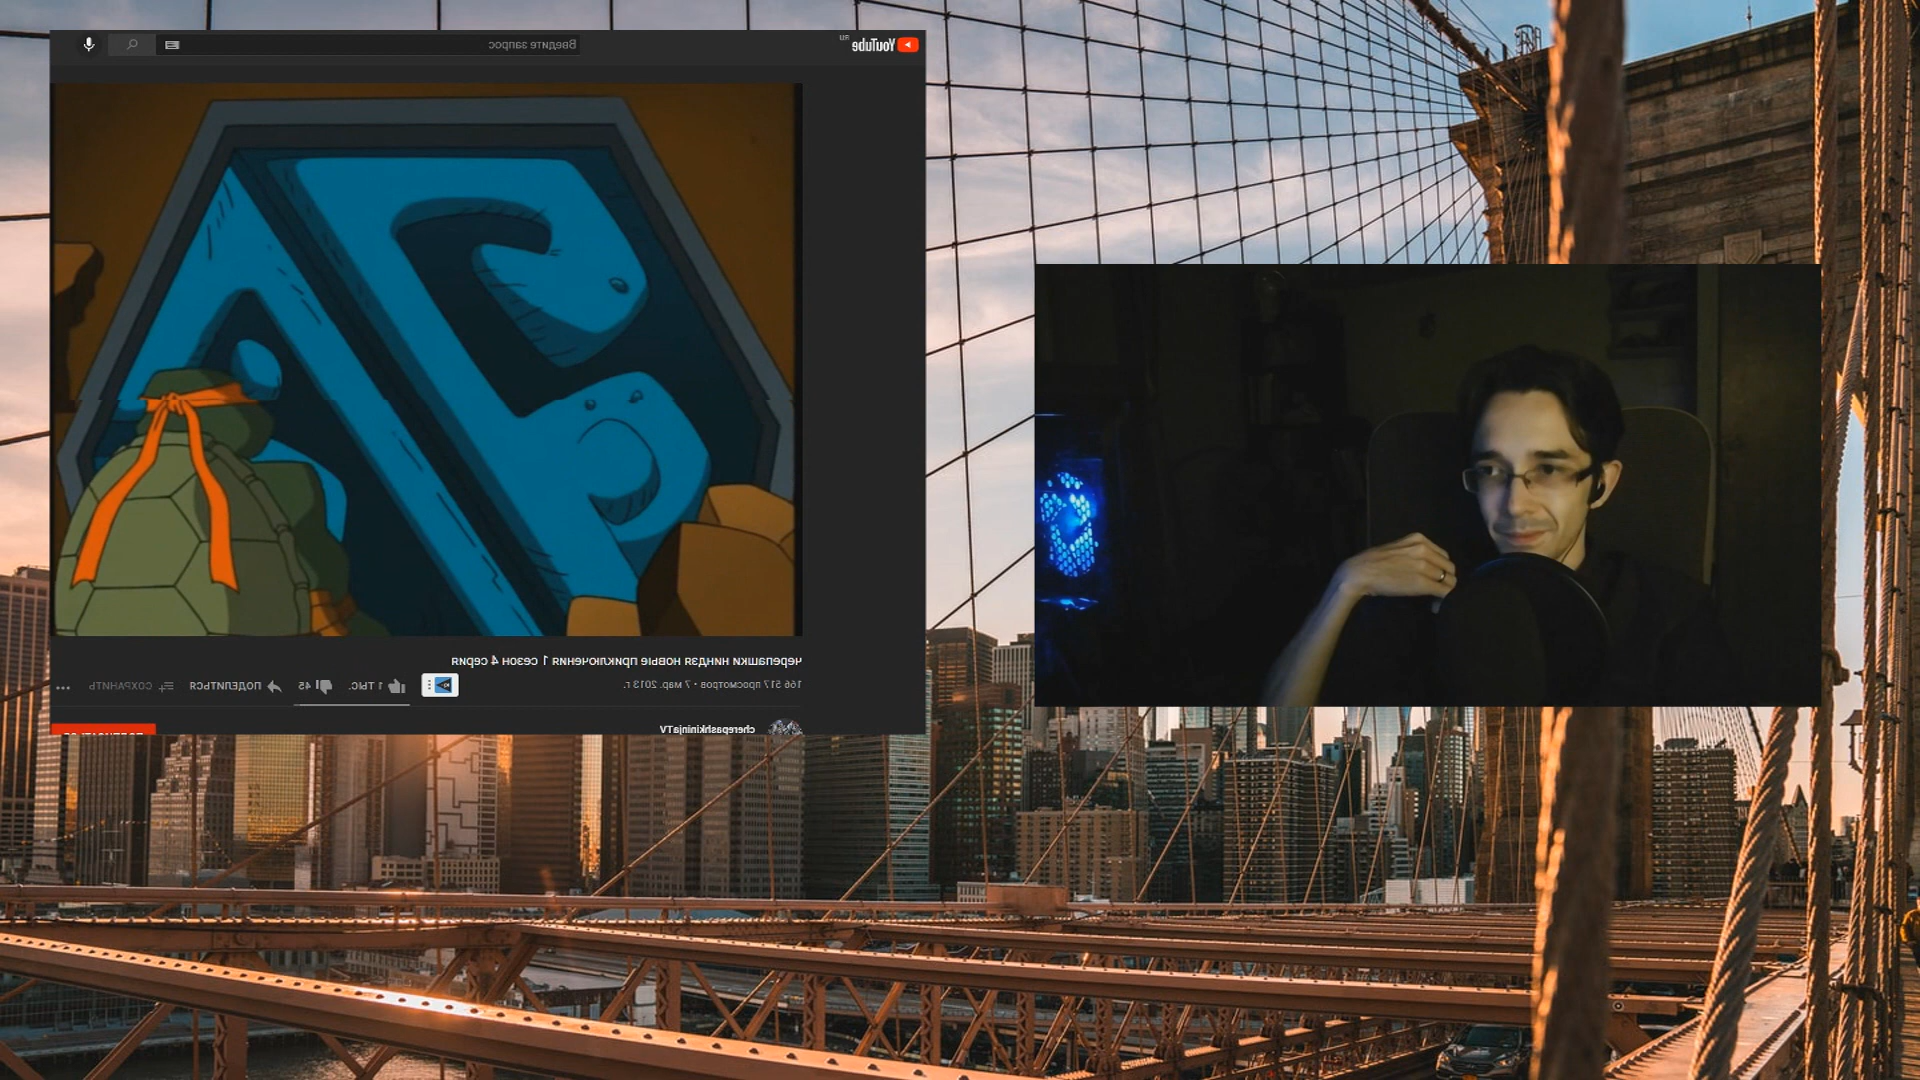 YouTube RU
Введите запрос
черепашки ниндзя новые приключения 1 сезон 4 серия
166 517 просмотров • 7 мар. 2013 г.
1 ТЫС.
45
ПОДЕЛИТЬСЯ
СОХРАНИТЬ
cherepashkininjaTV